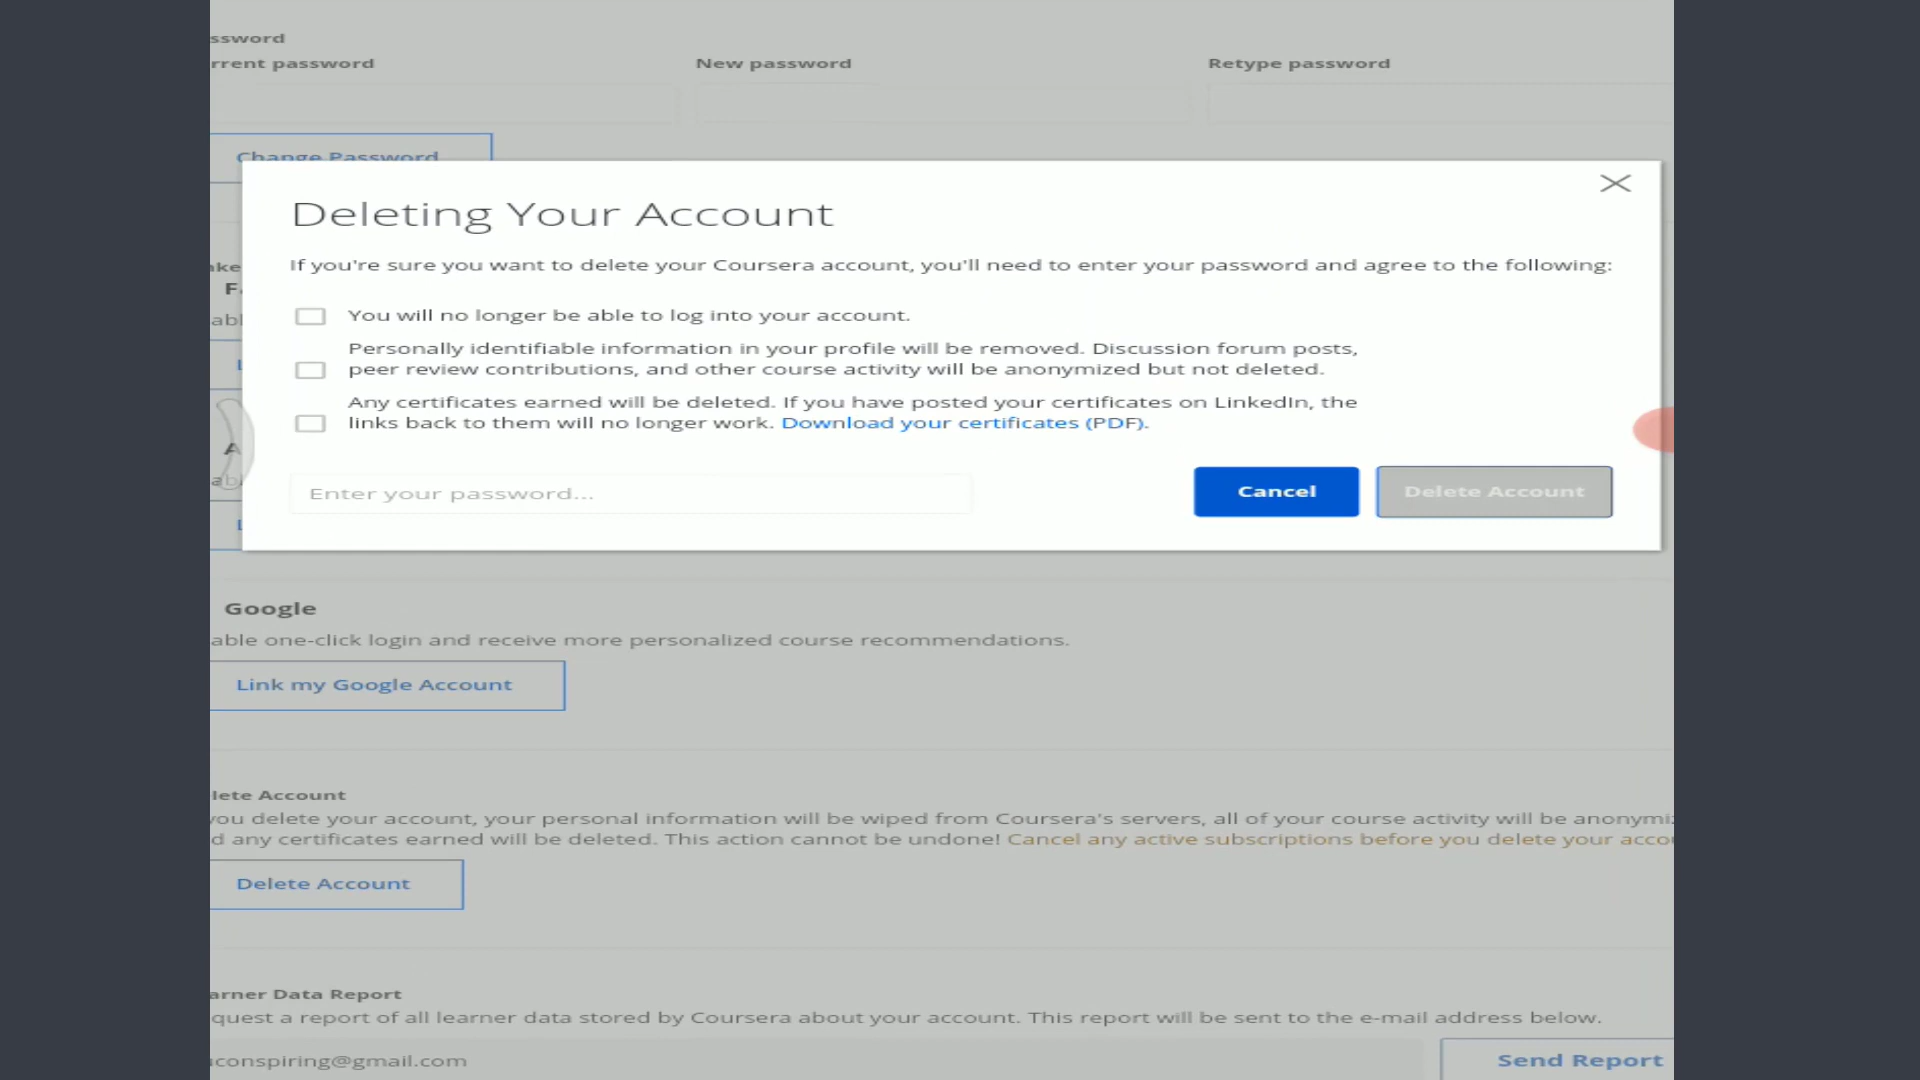 ssword
rrent password New password Retype password
Change Password
Deleting Your Account
If you're sure you want to delete your Coursera account, you'll need to enter your password and agree to the following:
You will no longer be able to log into your account.
Personally identifiable information in your profile will be removed. Discussion forum posts,
peer review contributions, and other course activity will be anonymized but not deleted.
Any certificates earned will be deleted. If you have posted your certificates on LinkedIn, the
links back to them will no longer work. Download your certificates (PDF).
Enter your password... Cancel Delete Account
Google
able one-click login and receive more personalized course recommendations.
Link my Google Account
lete Account
you delete your account, your personal information will be wiped from Coursera's servers, all of your course activity will be anonymi
d any certificates earned will be deleted. This action cannot be undone! Cancel any active subscriptions before you delete your acco
Delete Account
arner Data Report
quest a report of all learner data stored by Coursera about your account. This report will be sent to the e-mail address below.
conspiring@gmail.com Send Report